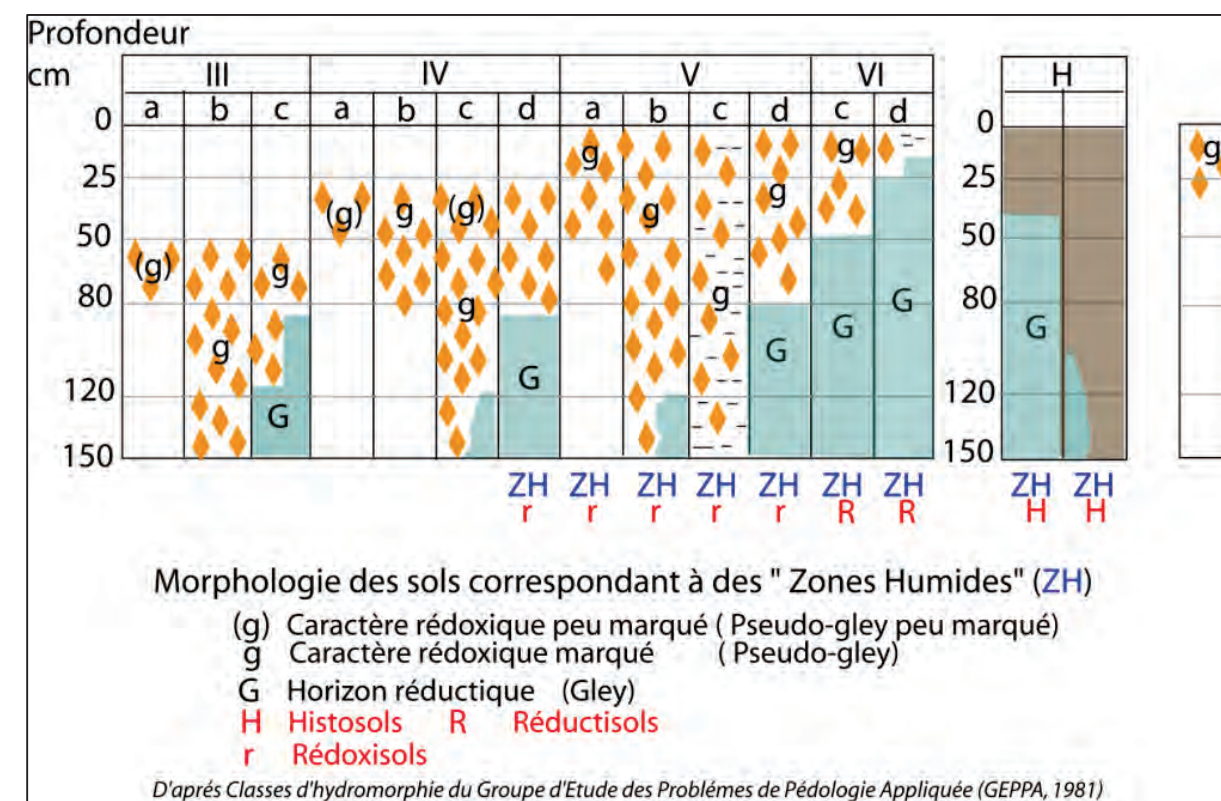 Profondeur
cm III IV V VI H
a b c a b c d a b c d c d
0 0
g g g
25 25
(g) g (g) g g
50 50
(g) g g
80 g G 80
g G G G
G
120 G 120
150 150
ZH ZH ZH ZH ZH ZH ZH ZH ZH
r r r r r R R H H
Morphologie des sols correspondant à des " Zones Humides" (ZH)
(g) Caractère rédoxique peu marqué ( Pseudo-gley peu marqué)
g Caractère rédoxique marqué ( Pseudo-gley)
G Horizon réductique (Gley)
H Histosols R Réductisols
r Rédoxisols
D'aprés Classes d'hydromorphie du Groupe d'Etude des Problèmes de Pédologie Appliquée (GEPPA, 1981)